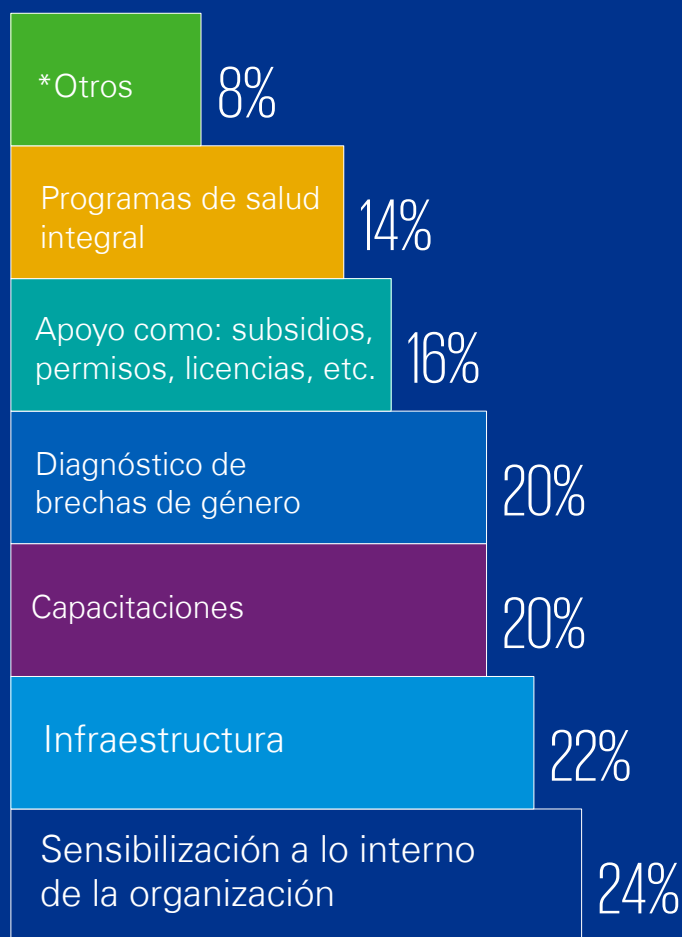 *Otros
8%
Programas de salud
integral
14%
Apoyo como: subsidios,
permisos, licencias, etc.
16%
Diagnóstico de
brechas de género
20%
Capacitaciones
20%
Infraestructura
22%
Sensibilización a lo interno
de la organización
24%